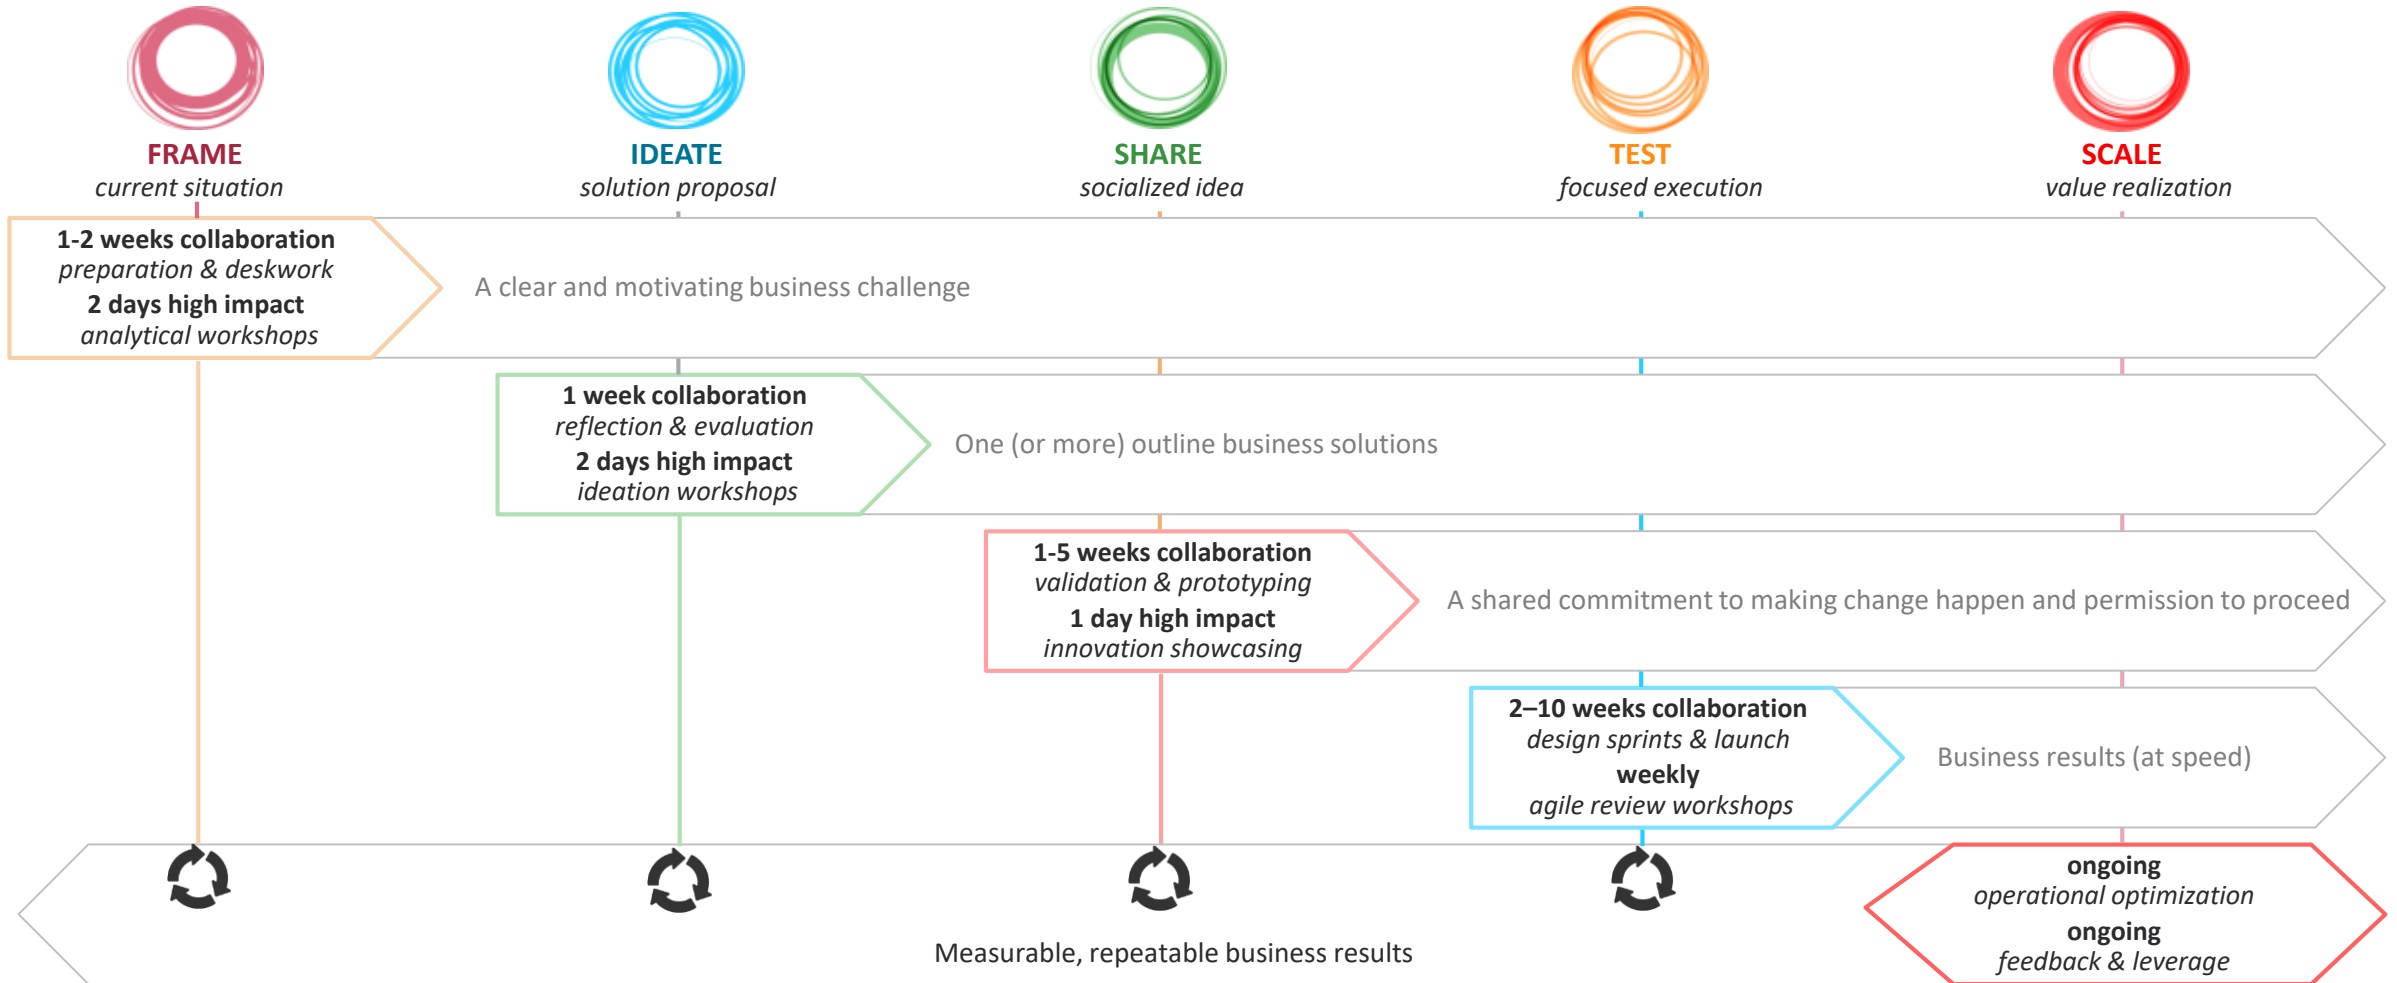 FRAME
current situation
IDEATE
solution proposal
SHARE
socialized idea
TEST
focused execution
SCALE
value realization
1-2 weeks collaboration
preparation & deskwork
2 days high impact
analytical workshops
A clear and motivating business challenge
1 week collaboration
reflection & evaluation
2 days high impact
ideation workshops
One (or more) outline business solutions
1-5 weeks collaboration
validation & prototyping
1 day high impact
innovation showcasing
A shared commitment to making change happen and permission to proceed
2–10 weeks collaboration
design sprints & launch
weekly
agile review workshops
Business results (at speed)
ongoing
operational optimization
ongoing
feedback & leverage
Measurable, repeatable business results